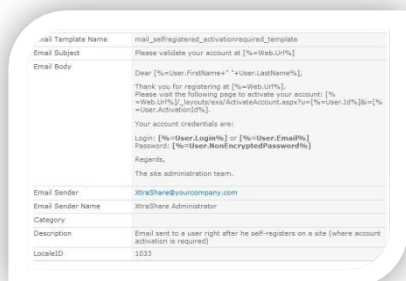 Email Template Name mail_selfregistered_activationrequired_template
Email Subject Please validate your account at [%=Web.Url%]
Email Body
Dear [%=User.FirstName+" "+User.LastName%],
Thank you for registering at [%=Web.Url%].
Please visit the following page to activate your account: [%
=Web.Url%]/_layouts/exs/ActivateAccount.aspx?u=[%=User.Id%]&i=[%
=User.ActivationId%].
Your account credentials are:
Login: [%=User.Login%] or [%=User.Email%]
Password: [%=User.NonEncryptedPassword%]
Regards,
The site administration team.
Email Sender XtraShare@yourcompany.com
Email Sender Name XtraShare Administrator
Category
Description Email sent to a user right after he self-registers on a site (where account
activation is required)
LocaleID 1033